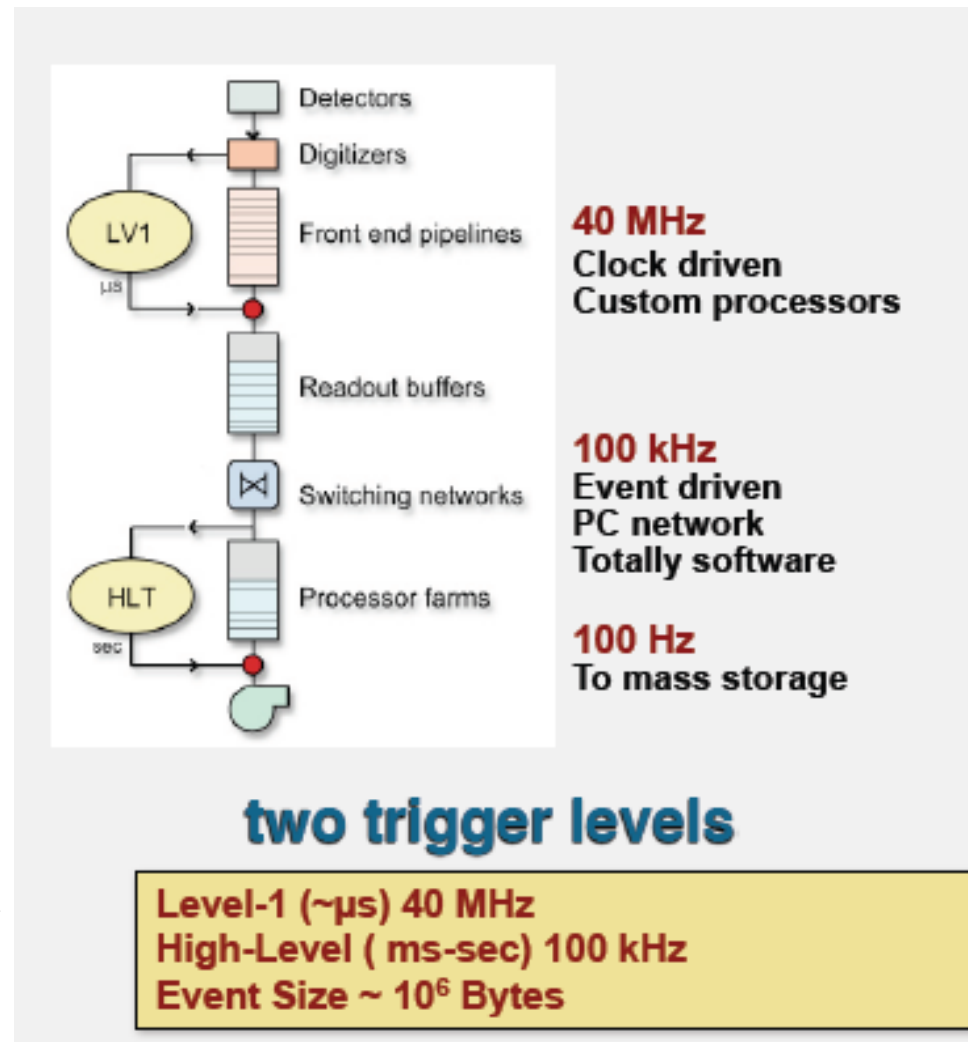 Detectors
Digitizers
LV1
Front end pipelines
µs
40 MHz
Clock driven
Custom processors
Readout buffers
100 kHz
Event driven
PC network
Totally software
Switching networks
HLT
Processor farms
sec
100 Hz
To mass storage
two trigger levels
Level-1 (~µs) 40 MHz
High-Level ( ms-sec) 100 kHz
Event Size ~ 10⁶ Bytes